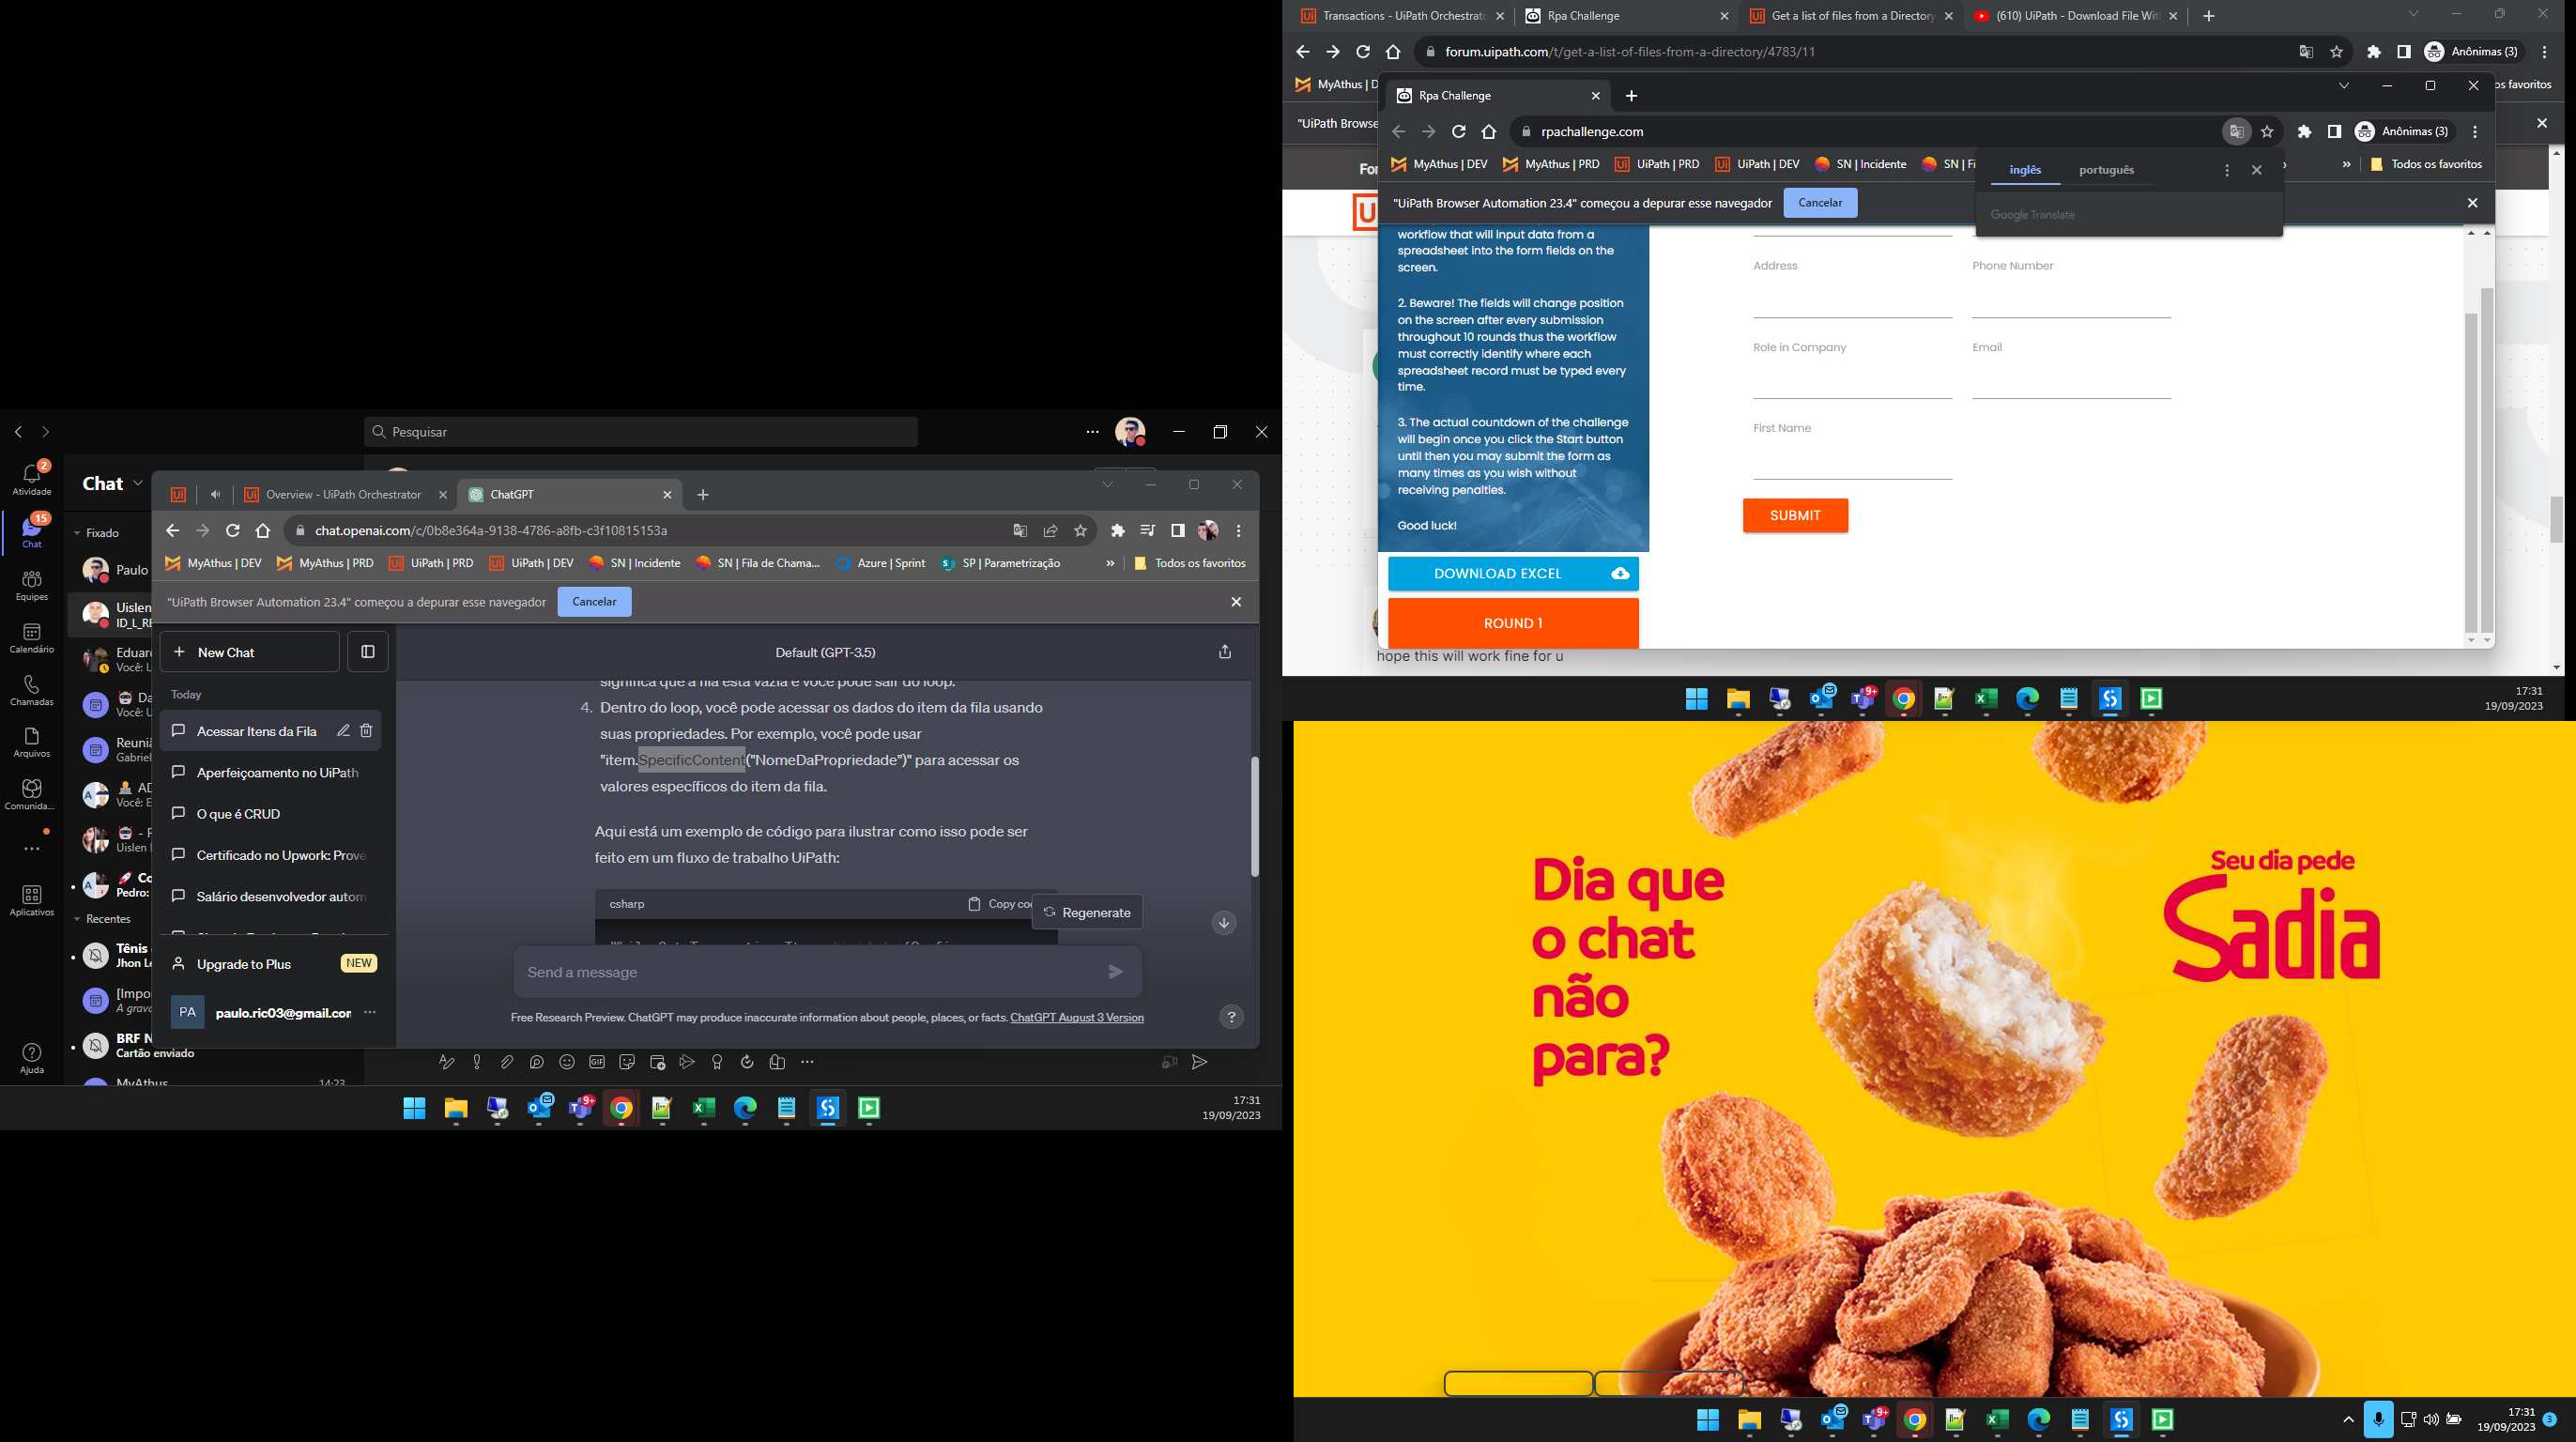 Pesquisar
Atividade
2
Chat
15
Equipes
Calendário
Chamadas
Arquivos
Comunida...
Aplicativos
Ajuda
Chat
Fixado
Paulo
Uislen
ID_L_RE
Eduard
Você: L
Da
Você: U
Reuniã
Gabriel
AD
Você: E
- F
Uislen
Co
Pedro:
Recentes
Tênis
Jhon Le
[Impor
A grava
BRF N
Cartão enviado
MyAthus
14:23
Overview - UiPath Orchestrator
ChatGPT
chat.openai.com/c/0b8e364a-9138-4786-a8fb-c3f10815153a
MyAthus | DEV
MyAthus | PRD
UiPath | PRD
UiPath | DEV
SN | Incidente
SN | Fila de Chama...
Azure | Sprint
SP | Parametrização
Todos os favoritos
"UiPath Browser Automation 23.4" começou a depurar esse navegador
Cancelar
New Chat
Today
Acessar Itens da Fila
Aperfeiçoamento no UiPath
O que é CRUD
Certificado no Upwork: Prove
Salário desenvolvedor autom
Upgrade to Plus
NEW
PA
paulo.ric03@gmail.com
Default (GPT-3.5)
significa que a fila está vazia e você pode sair do loop.
4. Dentro do loop, você pode acessar os dados do item da fila usando
suas propriedades. Por exemplo, você pode usar
"item.SpecificContent("NomeDaPropriedade")" para acessar os
valores específicos do item da fila.
Aqui está um exemplo de código para ilustrar como isso pode ser
feito em um fluxo de trabalho UiPath:
csharp
Copy co
Regenerate
Send a message
Free Research Preview. ChatGPT may produce inaccurate information about people, places, or facts. ChatGPT August 3 Version
?
9+
17:31
19/09/2023
Transactions - UiPath Orchestrato
Rpa Challenge
Get a list of files from a Directory
(610) UiPath - Download File Wit
forum.uipath.com/t/get-a-list-of-files-from-a-directory/4783/11
Anônimas (3)
MyAthus | D
os favoritos
"UiPath Browse
For
Rpa Challenge
rpachallenge.com
Anônimas (3)
MyAthus | DEV
MyAthus | PRD
UiPath | PRD
UiPath | DEV
SN | Incidente
SN | Fi
Todos os favoritos
inglês
português
Google Translate
"UiPath Browser Automation 23.4" começou a depurar esse navegador
Cancelar
workflow that will input data from a
spreadsheet into the form fields on the
screen.
2. Beware! The fields will change position
on the screen after every submission
throughout 10 rounds thus the workflow
must correctly identify where each
spreadsheet record must be typed every
time.
3. The actual countdown of the challenge
will begin once you click the Start button
until then you may submit the form as
many times as you wish without
receiving penalties.
Good luck!
DOWNLOAD EXCEL
ROUND 1
Address
Phone Number
Role in Company
Email
First Name
SUBMIT
hope this will work fine for u
9+
17:31
19/09/2023
Dia que
o chat
não
para?
Seu dia pede
Sadia
9+
17:31
19/09/2023
3